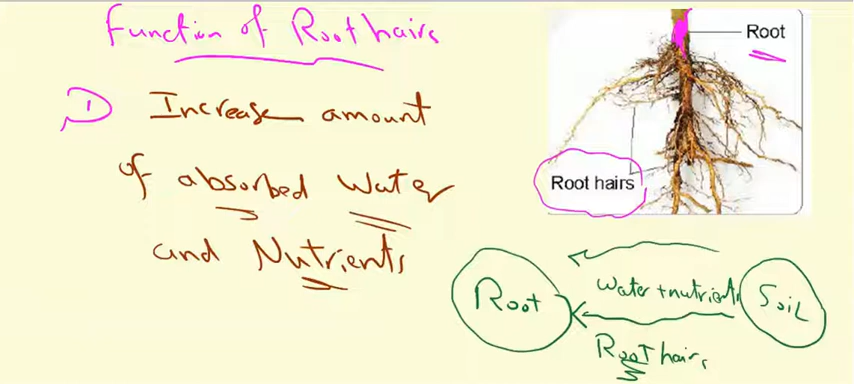 Function of Root hairs
① Increase amount
of absorbed water
and Nutrients
Root
Root hairs
Root
water + nutrients
Soil
Root hairs